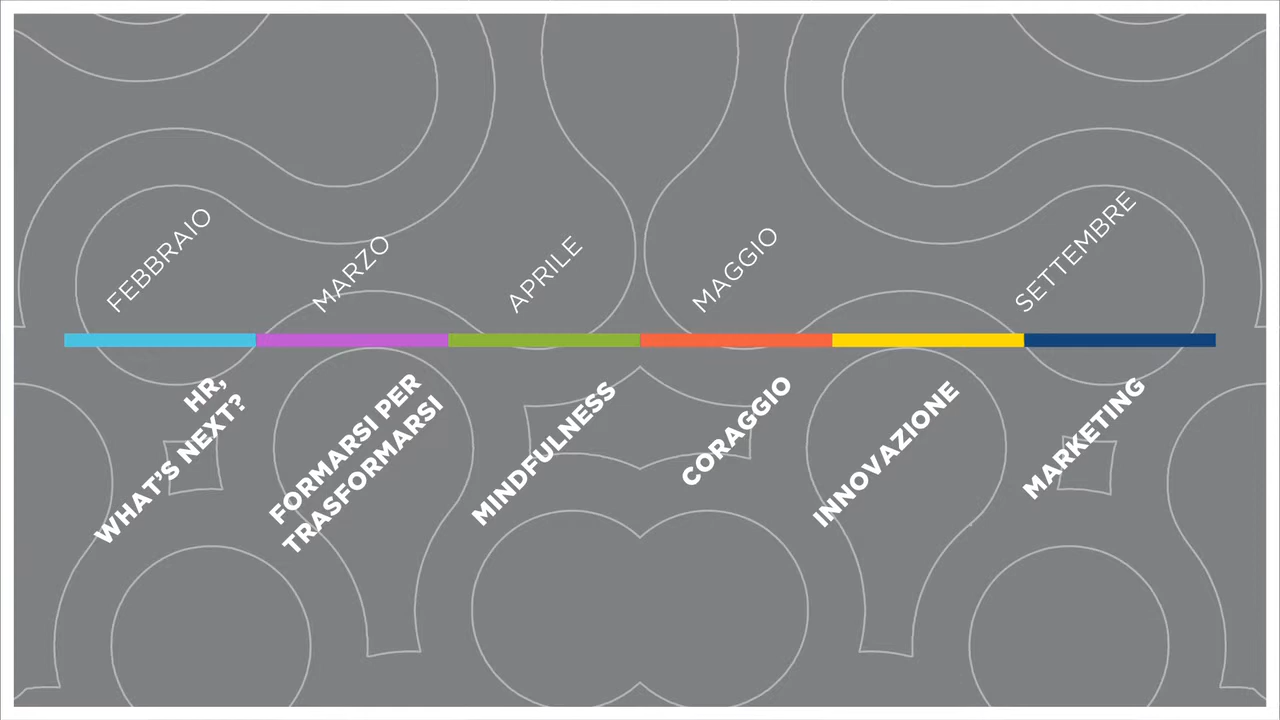 FEBBRAIO
MARZO
APRILE
MAGGIO
SETTEMBRE
HR,
WHAT'S NEXT?
FORMARSI PER
TRASFORMARSI
MINDFULNESS
CORAGGIO
INNOVAZIONE
MARKETING